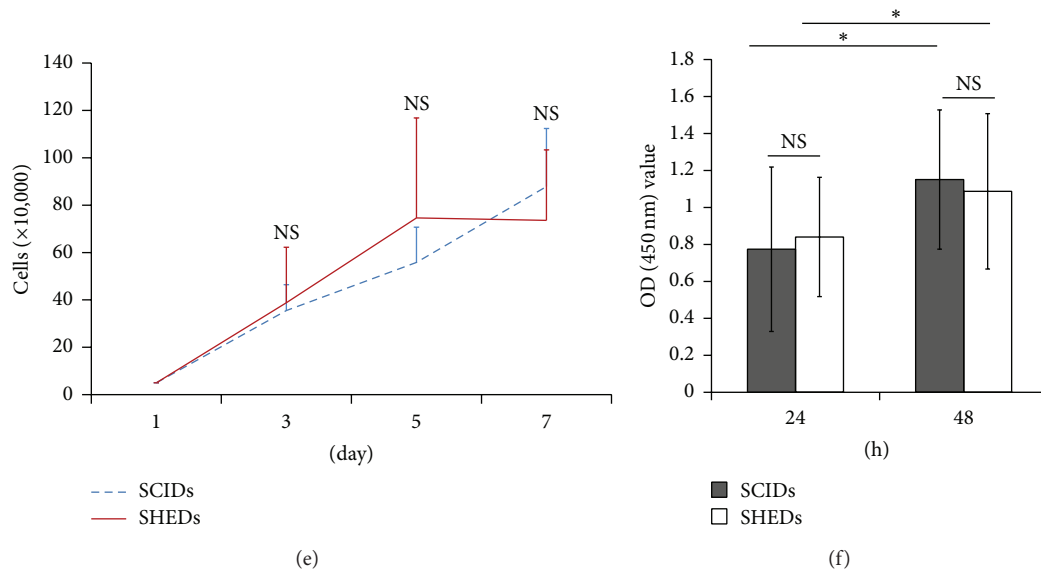 140
120
100
80
60
40
20
0
Cells (×10,000)
NS
NS
NS
1 3 5 7
(day)
SCIDs
SHEDs
(e)
*
*
1.8
1.6
1.4
1.2
1
0.8
0.6
0.4
0.2
0
OD (450 nm) value
NS
NS
24 48
(h)
SCIDs
SHEDs
(f)